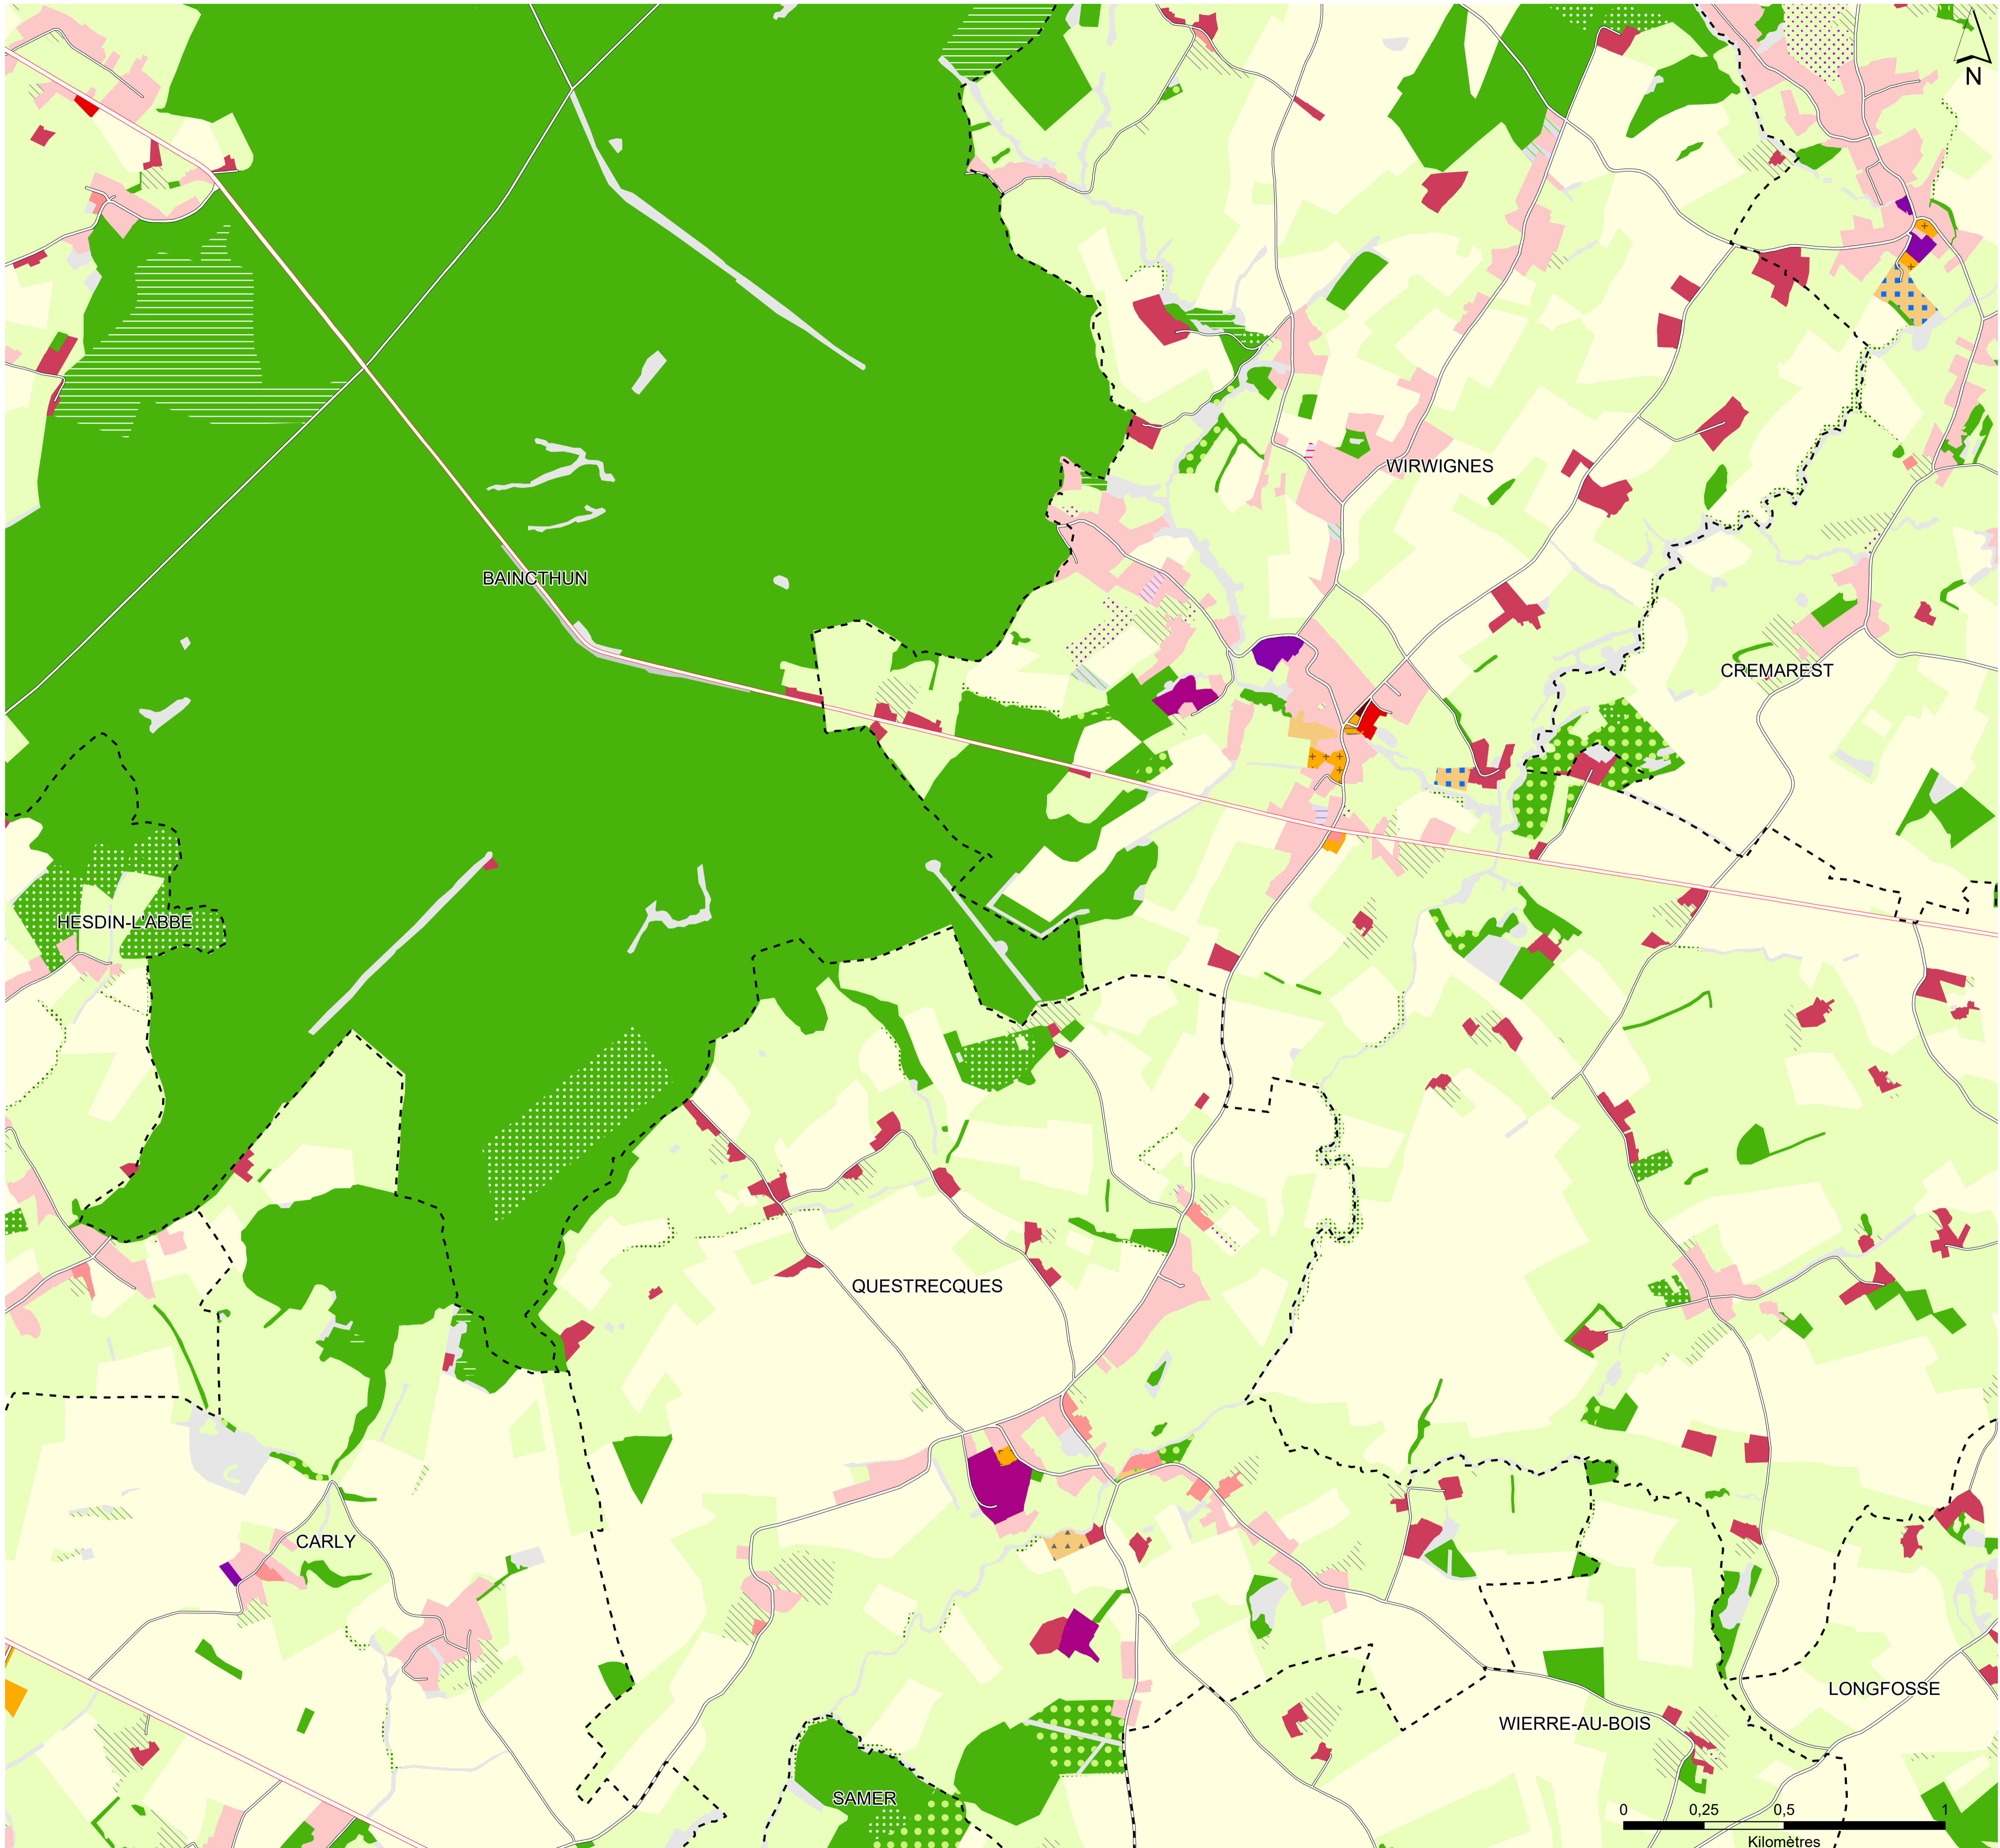 N
WIRWIGNES
BAINCTHUN
CREMAREST
HESDIN-L'ABBE
QUESTRECQUES
CARLY
LONGFOSSE
WIERRE-AU-BOIS
SAMER
0 0,25 0,5 1
Kilomètres